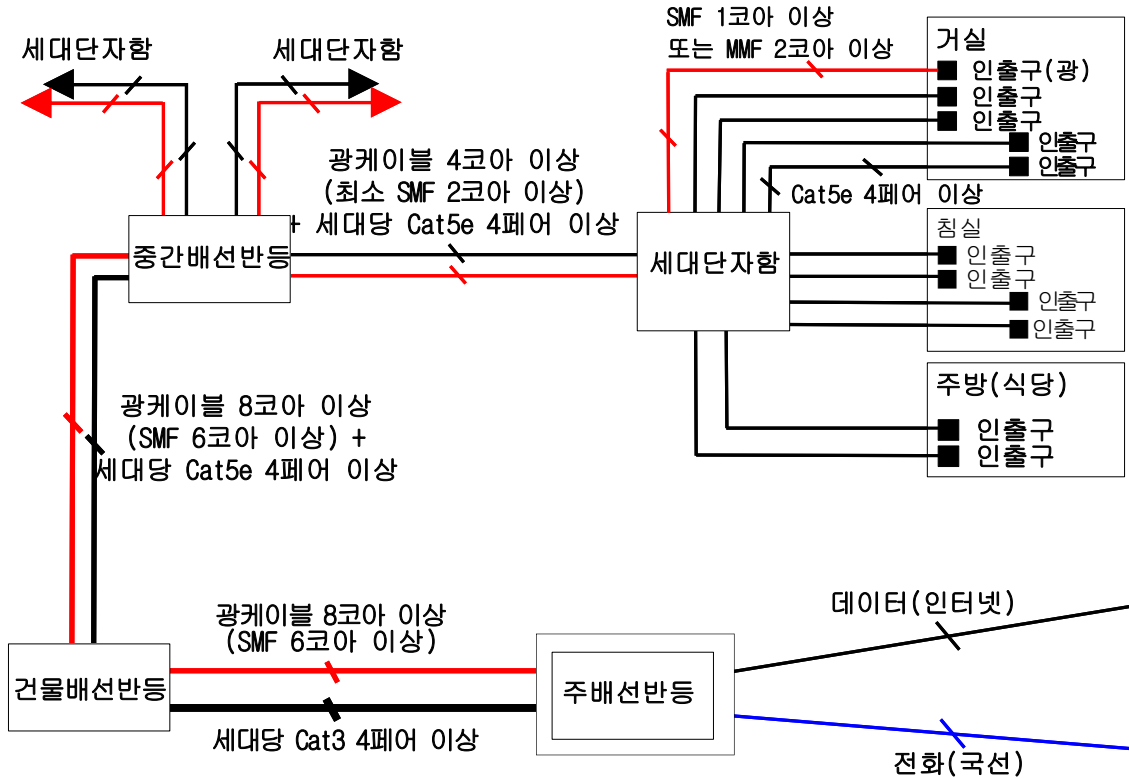 세대단자함
세대단자함
SMF 1코아 이상
또는 MMF 2코아 이상
거실
인출구(광)
인출구
인출구
인출구
인출구
Cat5e 4페어 이상
광케이블 4코아 이상
(최소 SMF 2코아 이상)
+ 세대당 Cat5e 4페어 이상
중간배선반등
세대단자함
침실
인출구
인출구
인출구
인출구
주방(식당)
인출구
인출구
광케이블 8코아 이상
(SMF 6코아 이상) +
세대당 Cat5e 4페어 이상
광케이블 8코아 이상
(SMF 6코아 이상)
건물배선반등
주배선반등
세대당 Cat3 4페어 이상
데이터(인터넷)
전화(국선)